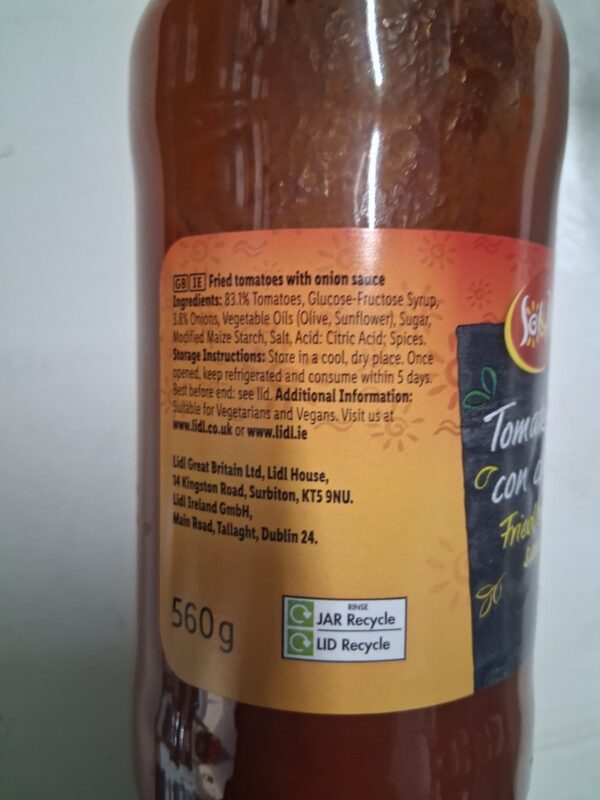 GB IE Fried tomatoes with onion sauce
Ingredients: 83.1% Tomatoes, Glucose-Fructose Syrup,
3.8% Onions, Vegetable Oils (Olive, Sunflower), Sugar,
Modified Maize Starch, Salt, Acid: Citric Acid; Spices.
Storage Instructions: Store in a cool, dry place. Once
opened, keep refrigerated and consume within 5 days.
Best before end: see lid. Additional Information:
Suitable for Vegetarians and Vegans. Visit us at
www.lidl.co.uk or www.lidl.ie
Lidl Great Britain Ltd, Lidl House,
14 Kingston Road, Surbiton, KT5 9NU.
Lidl Ireland GmbH,
Main Road, Tallaght, Dublin 24.
560g
RINSE
JAR Recycle
LID Recycle
con